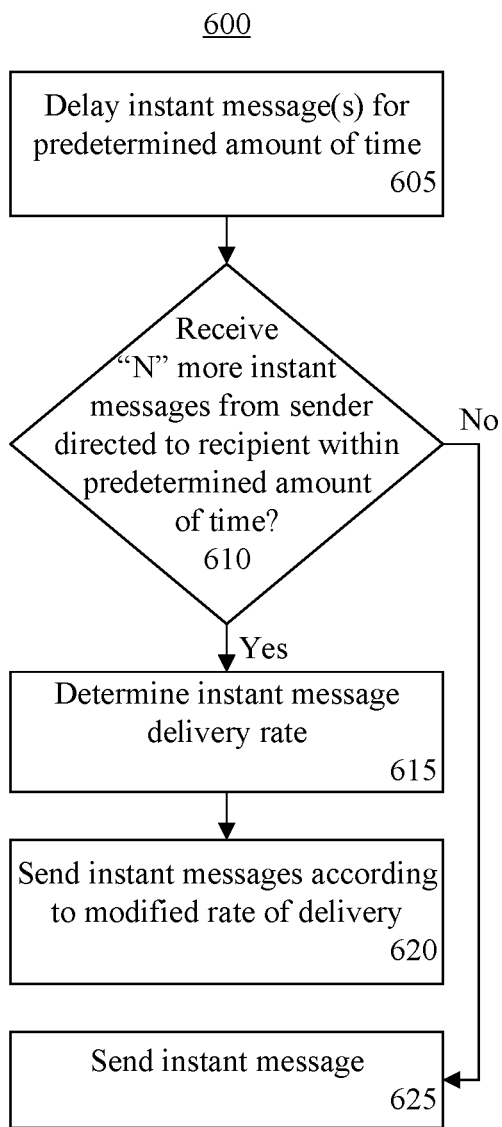 600
Delay instant message(s) for
predetermined amount of time
605
Receive
“N” more instant
messages from sender
directed to recipient within
predetermined amount
of time?
610
No
Yes
Determine instant message
delivery rate
615
Send instant messages according
to modified rate of delivery
620
Send instant message
625